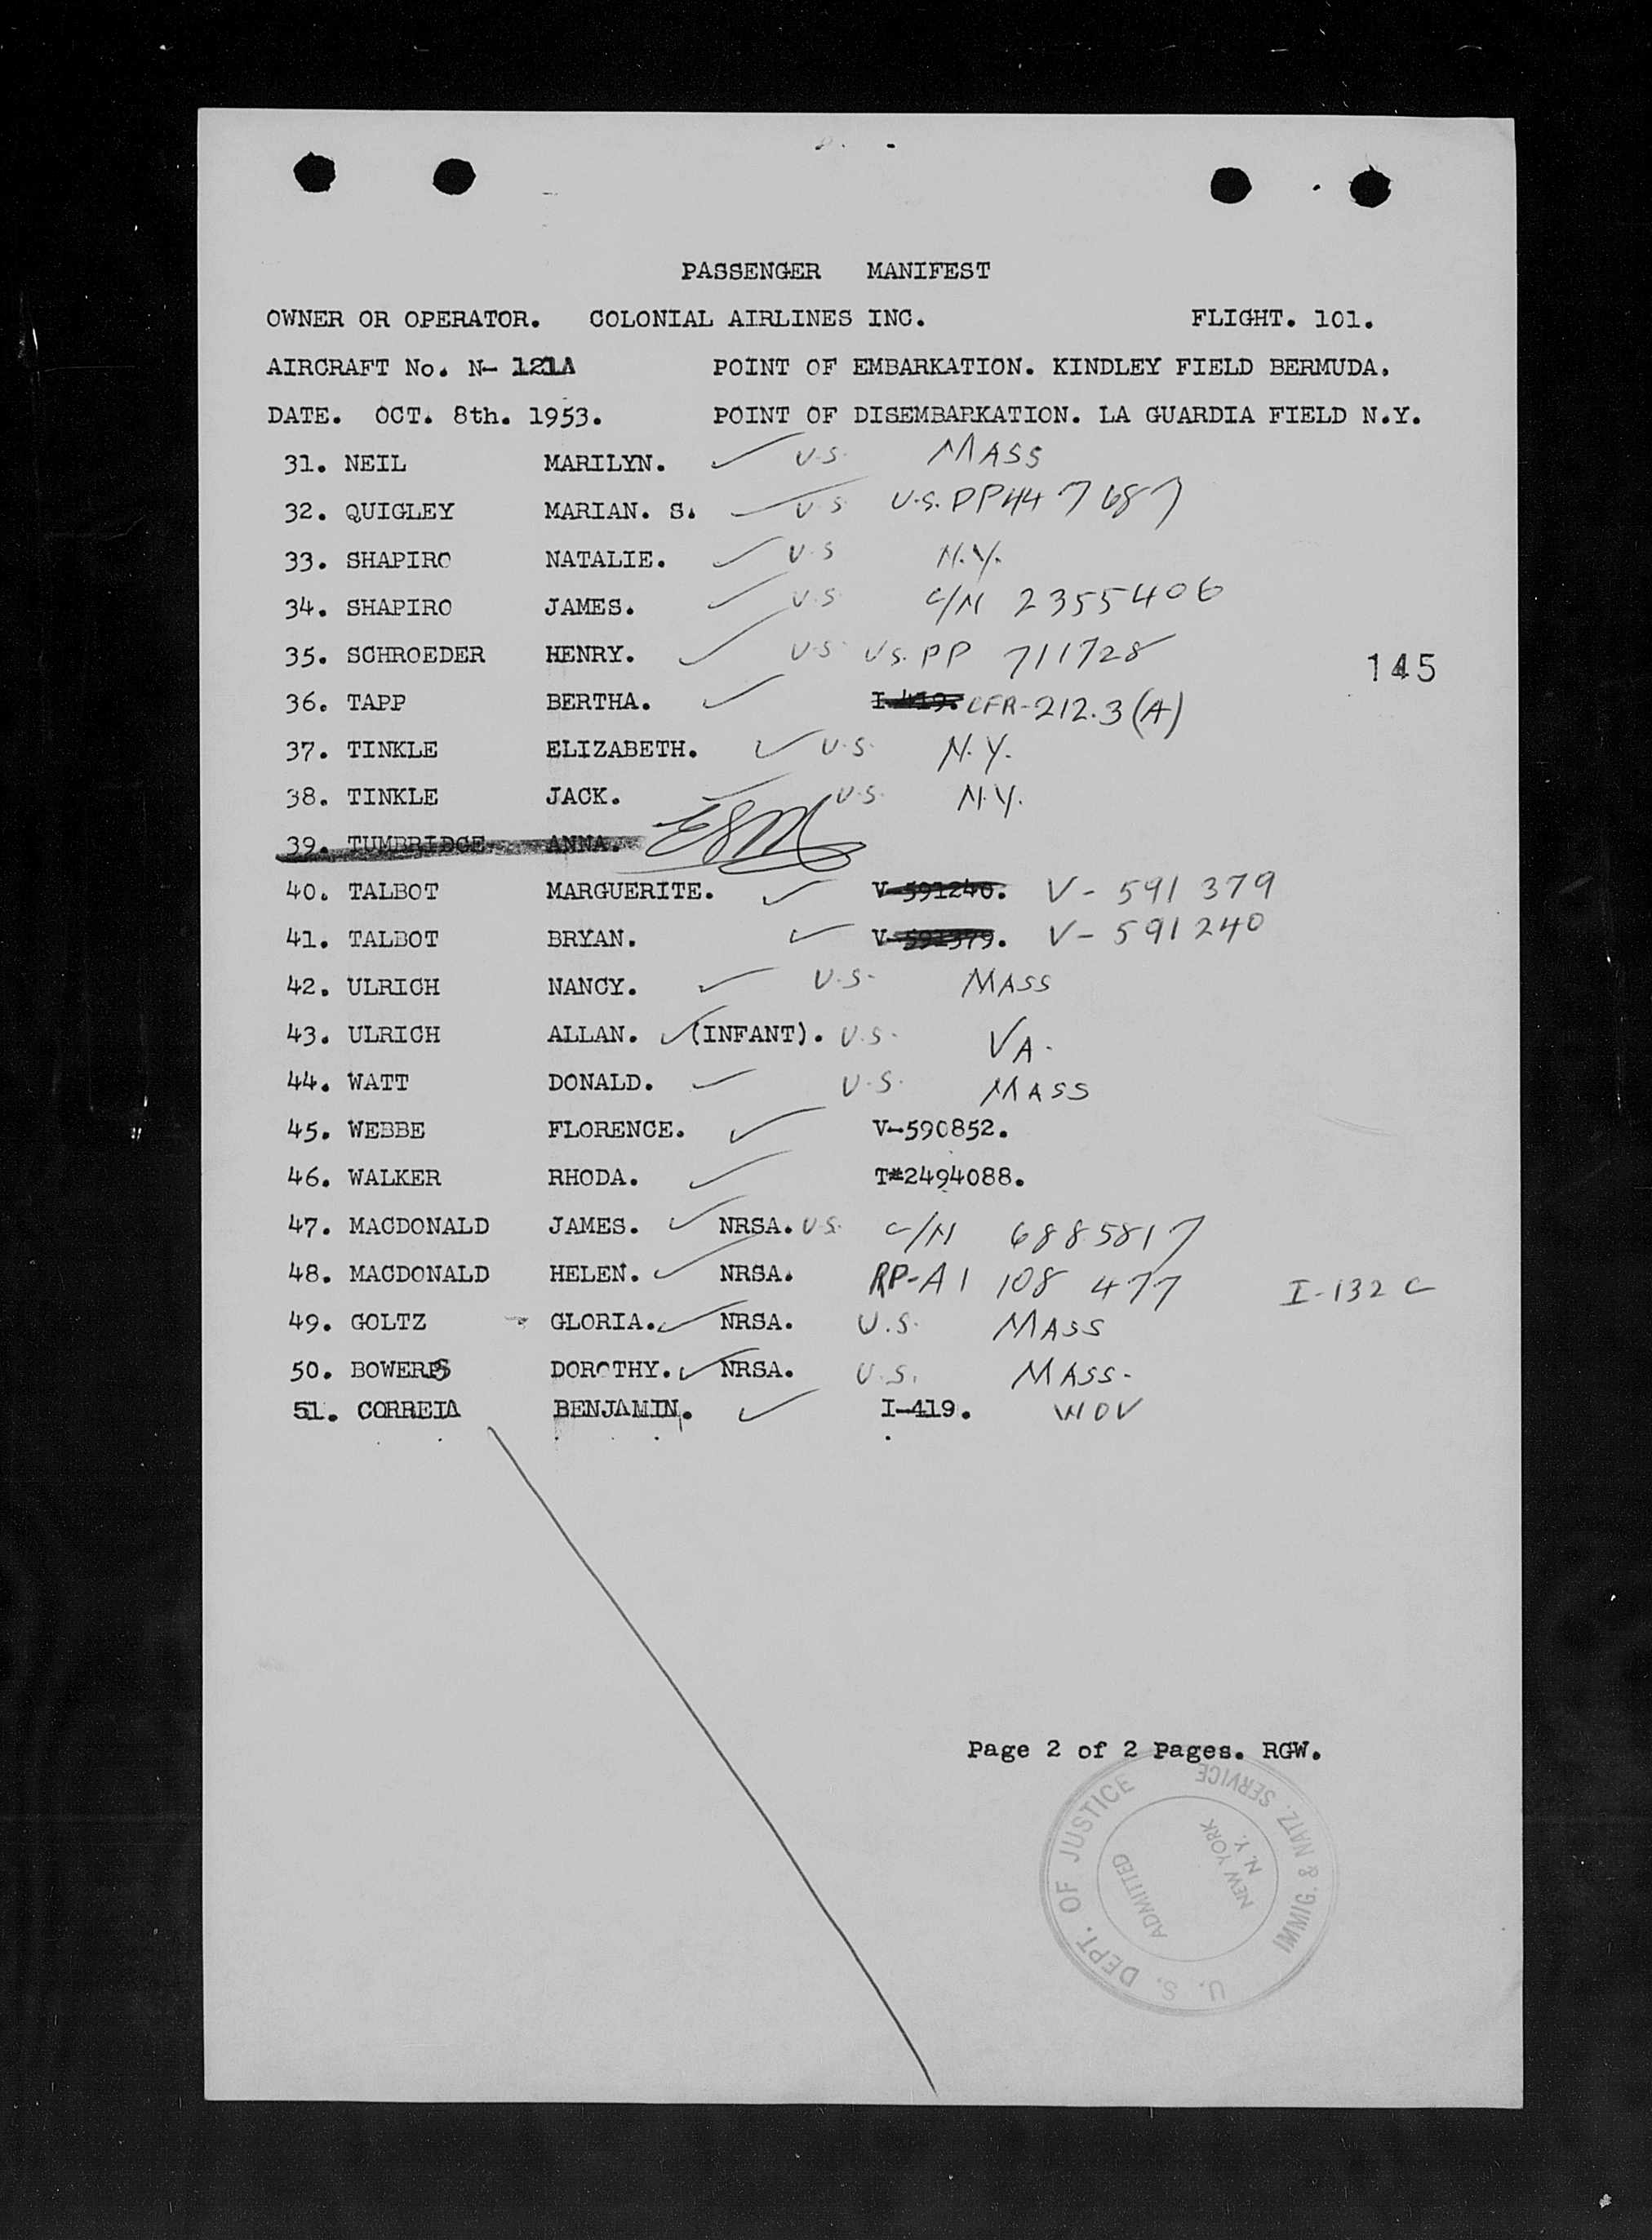 PASSENGER MANIFEST
OWNER OR OPERATOR. COLONIAL AIRLINES INC. FLIGHT. 101.
AIRCRAFT No. N- 121A POINT OF EMBARKATION. KINDLEY FIELD BERMUDA.
DATE. OCT. 8th. 1953. POINT OF DISEMBARKATION. LA GUARDIA FIELD N.Y.
31. NEIL MARILYN. ✓ U.S. MASS
32. QUIGLEY MARIAN. S. ✓ U.S U.S. PP 447687
33. SHAPIRO NATALIE. ✓ U.S N.Y.
34. SHAPIRO JAMES. ✓ U.S. C/N 2355406
35. SCHROEDER HENRY. ✓ U.S U.S. PP 711728
145
36. TAPP BERTHA. ✓ I-419. CFR-212.3(A)
37. TINKLE ELIZABETH. ✓ U.S. N.Y.
38. TINKLE JACK. ✓ U.S. N.Y.
39. TUMBRIDGE. ANNA.
40. TALBOT MARGUERITE. ✓ V-591240. V- 591 379
41. TALBOT BRYAN. ✓ V-591379. V- 591240
42. ULRICH NANCY. ✓ U.S- MASS
43. ULRICH ALLAN. ✓ (INFANT). U.S. VA.
44. WATT DONALD. ✓ U.S. MASS
45. WEBBE FLORENCE. ✓ V-590852.
46. WALKER RHODA. ✓ T#2494088.
47. MACDONALD JAMES. ✓ NRSA. U.S. C/N 6885817
48. MACDONALD HELEN. ✓ NRSA. RP-A1 108 477 I-132 C
49. GOLTZ GLORIA. ✓ NRSA. U.S. MASS
50. BOWERS DOROTHY. ✓ NRSA. U.S. MASS.
51. CORREIA BENJAMIN. ✓ I-419. WOV
Page 2 of 2 Pages. RGW.
U. S. DEPT. OF JUSTICE
IMMIG. & NATZ. SERVICE
ADMITTED
NEW YORK
N. Y.